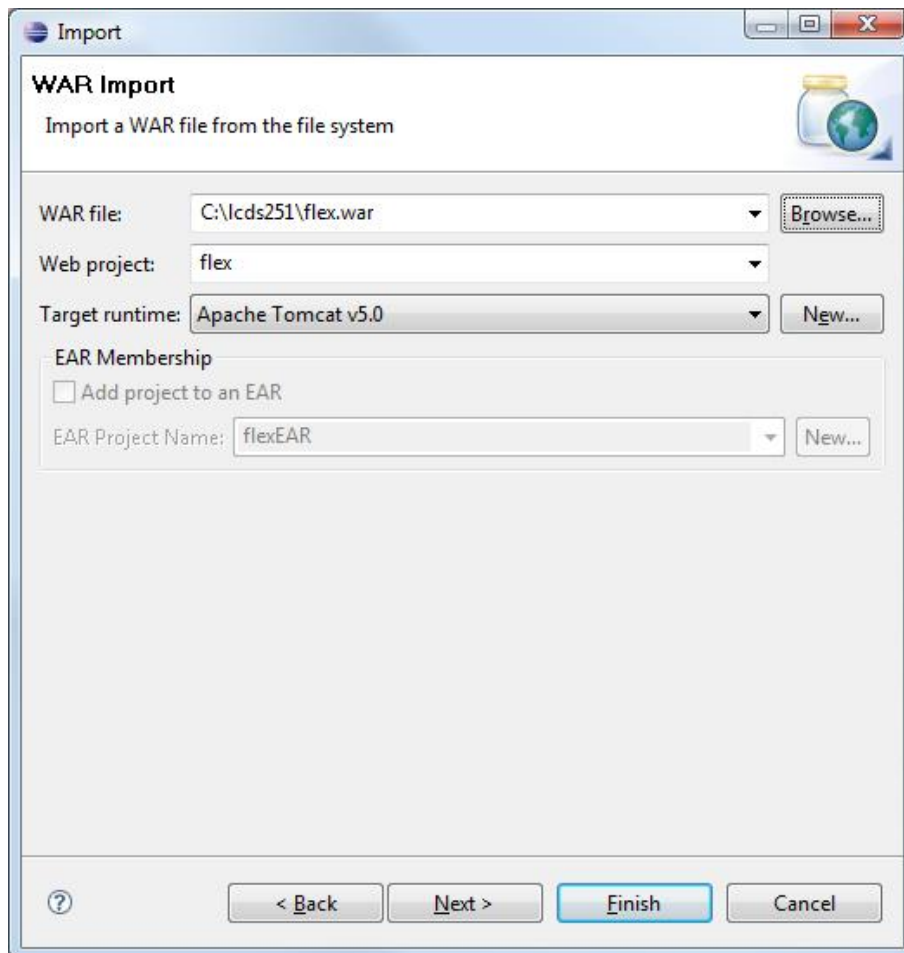 Import
WAR Import
Import a WAR file from the file system
WAR file: C:\lcds251\flex.war Browse...
Web project: flex
Target runtime: Apache Tomcat v5.0 New...
EAR Membership
Add project to an EAR
EAR Project Name: flexEAR New...
? < Back Next > Finish Cancel